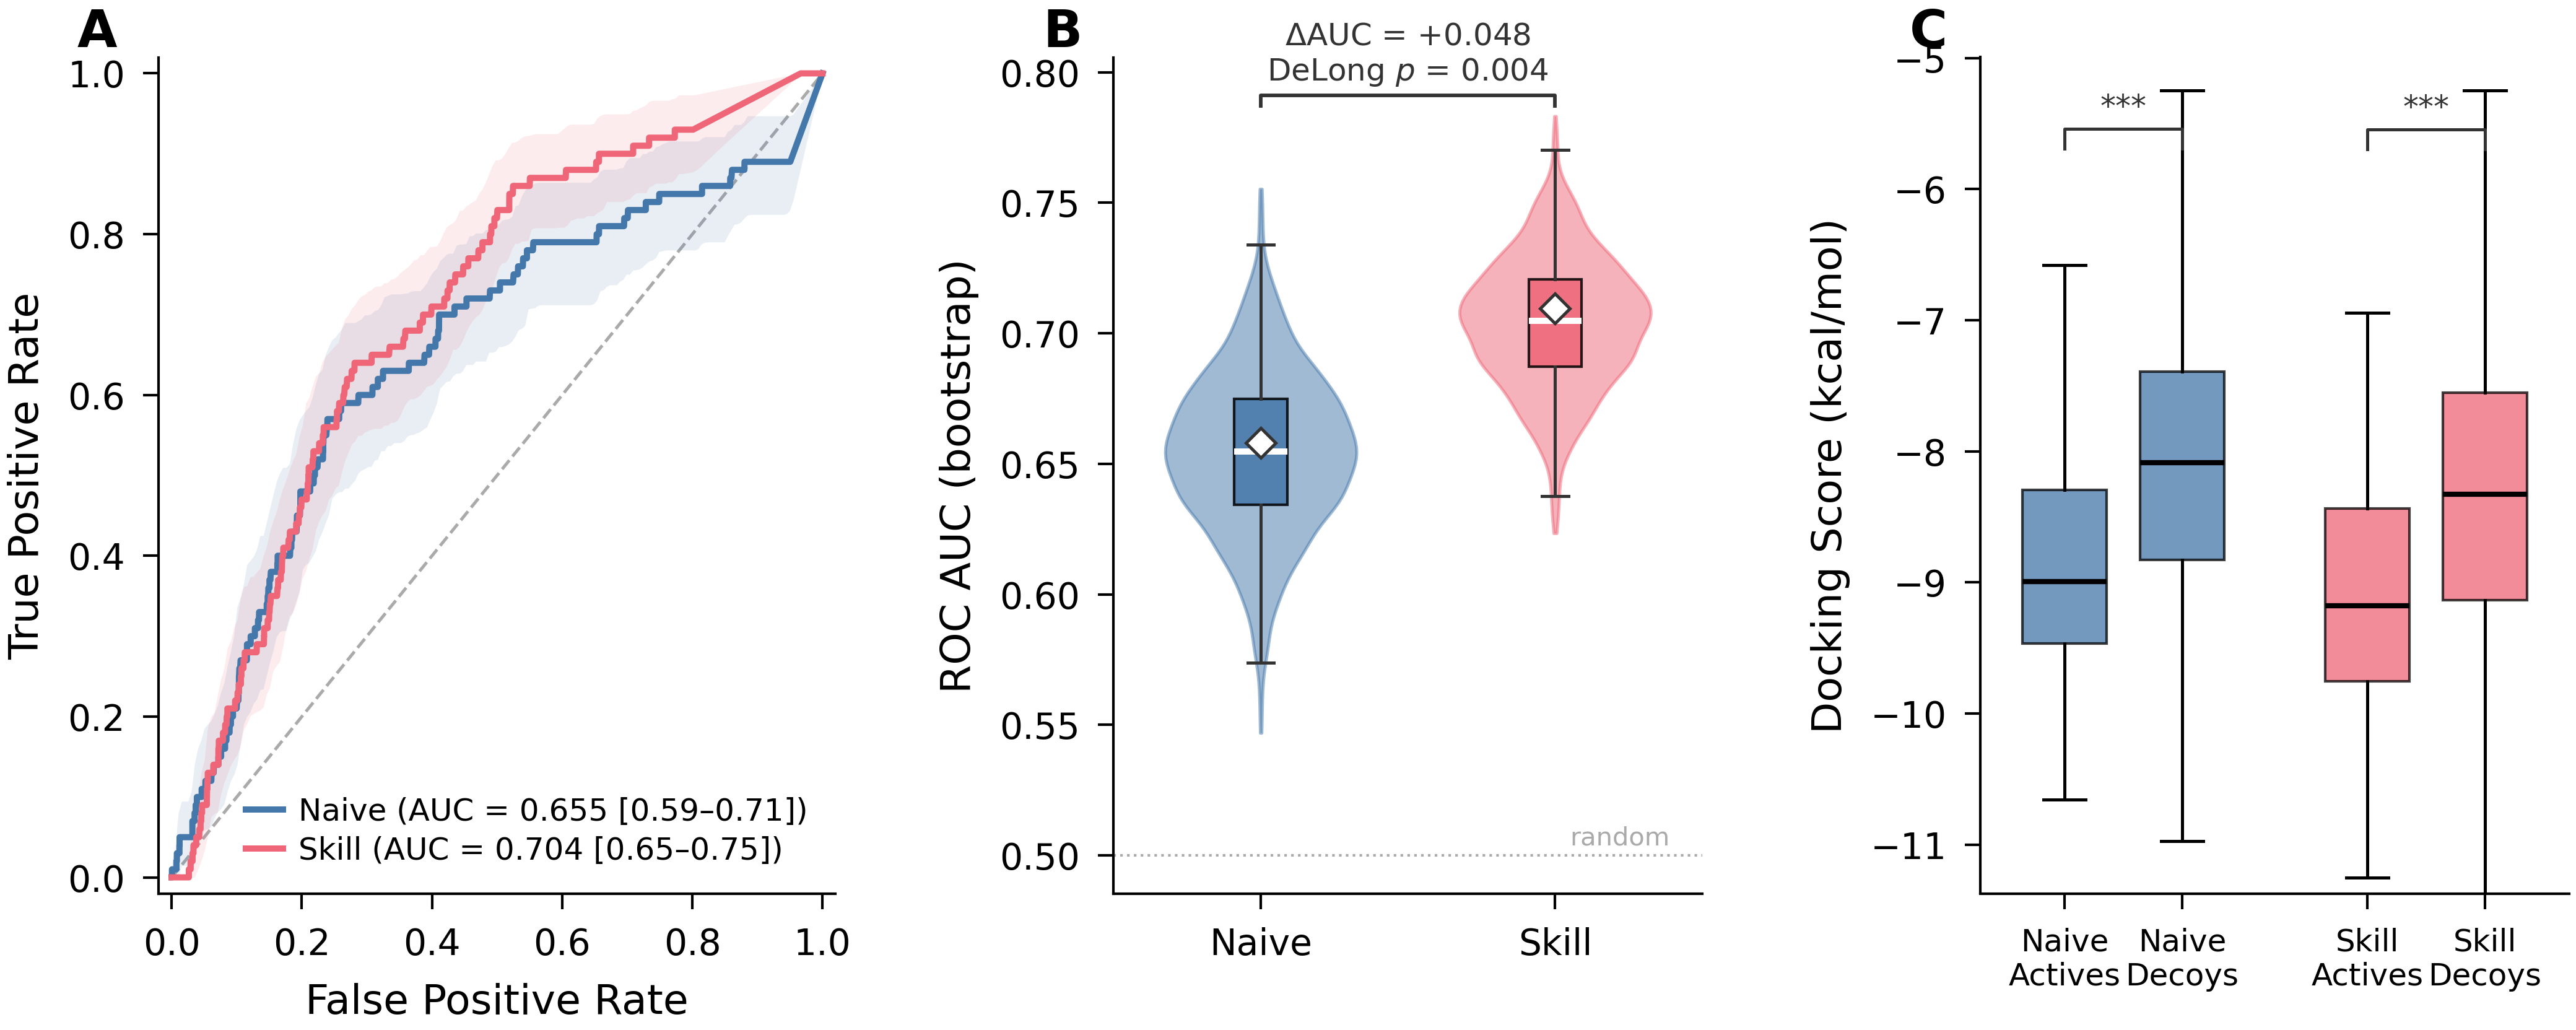 A
1.0
0.8
0.6
0.4
0.2
0.0
True Positive Rate
Naive (AUC = 0.655 [0.59–0.71])
Skill (AUC = 0.704 [0.65–0.75])
0.0 0.2 0.4 0.6 0.8 1.0
False Positive Rate
B
ΔAUC = +0.048
DeLong p = 0.004
0.80
0.75
0.70
0.65
0.60
0.55
0.50
ROC AUC (bootstrap)
random
Naive Skill
C
−5
−6
−7
−8
−9
−10
−11
Docking Score (kcal/mol)
*** ***
Naive Naive Skill Skill
Actives Decoys Actives Decoys